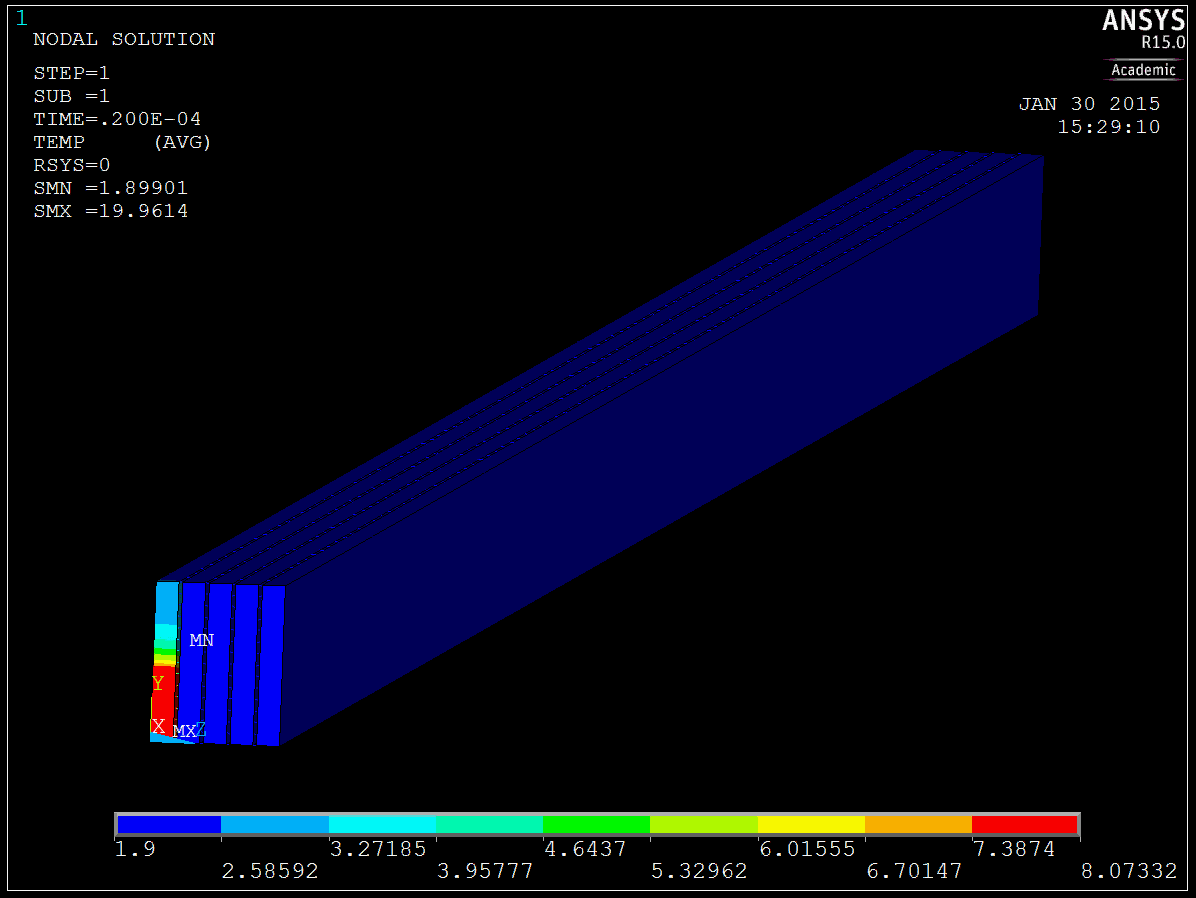 1
NODAL SOLUTION
STEP=1
SUB =1
TIME=.200E-04
TEMP (AVG)
RSYS=0
SMN =1.89901
SMX =19.9614
ANSYS
R15.0
Academic
JAN 30 2015
15:29:10
MN
Y
X MXZ
1.9 3.27185 4.6437 6.01555 7.3874
2.58592 3.95777 5.32962 6.70147 8.07332